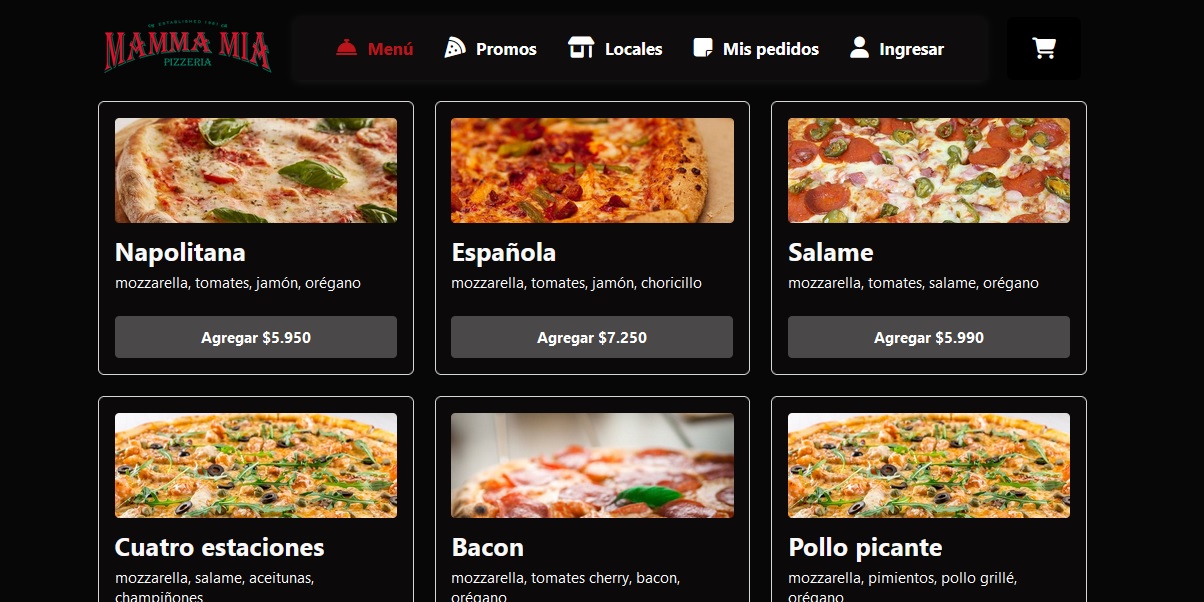 ESTABLISHED 1991
MAMMA MIA
PIZZERIA
Menú
Promos
Locales
Mis pedidos
Ingresar
Napolitana
mozzarella, tomates, jamón, orégano
Agregar $5.950
Española
mozzarella, tomates, jamón, choricillo
Agregar $7.250
Salame
mozzarella, tomates, salame, orégano
Agregar $5.990
Cuatro estaciones
mozzarella, salame, aceitunas,
champiñones
Bacon
mozzarella, tomates cherry, bacon,
orégano
Pollo picante
mozzarella, pimientos, pollo grillé,
orégano